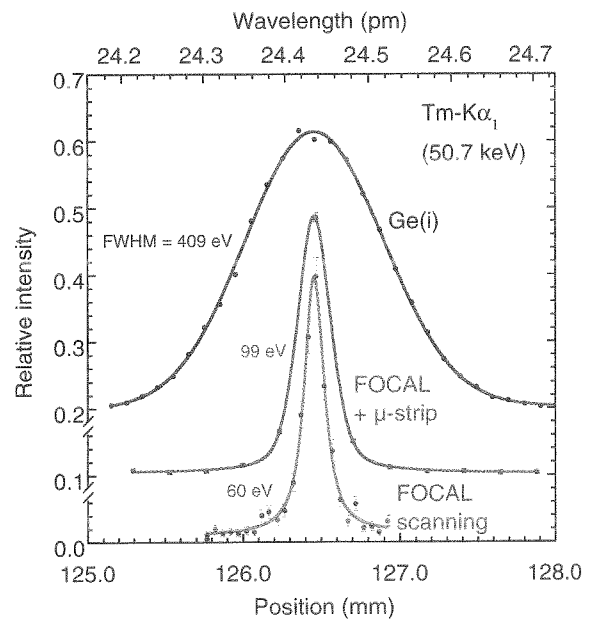 Wavelength (pm)
24.2 24.3 24.4 24.5 24.6 24.7
0.7
Tm-Kα₁
(50.7 keV)
0.6
0.5
Ge(i)
FWHM = 409 eV
0.4
Relative intensity
0.3
99 eV
FOCAL
+ μ-strip
0.2
0.1
60 eV
FOCAL
scanning
0.0
125.0 126.0 127.0 128.0
Position (mm)